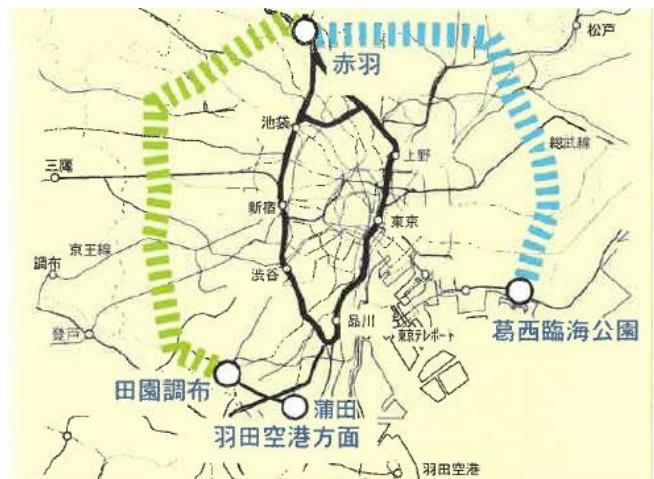 松戸
赤羽
池袋
上野
総武線
三鷹
新宿
東京
京王線
調布
渋谷
登戸
品川
東京テレポート
葛西臨海公園
田園調布
蒲田
羽田空港方面
羽田空港